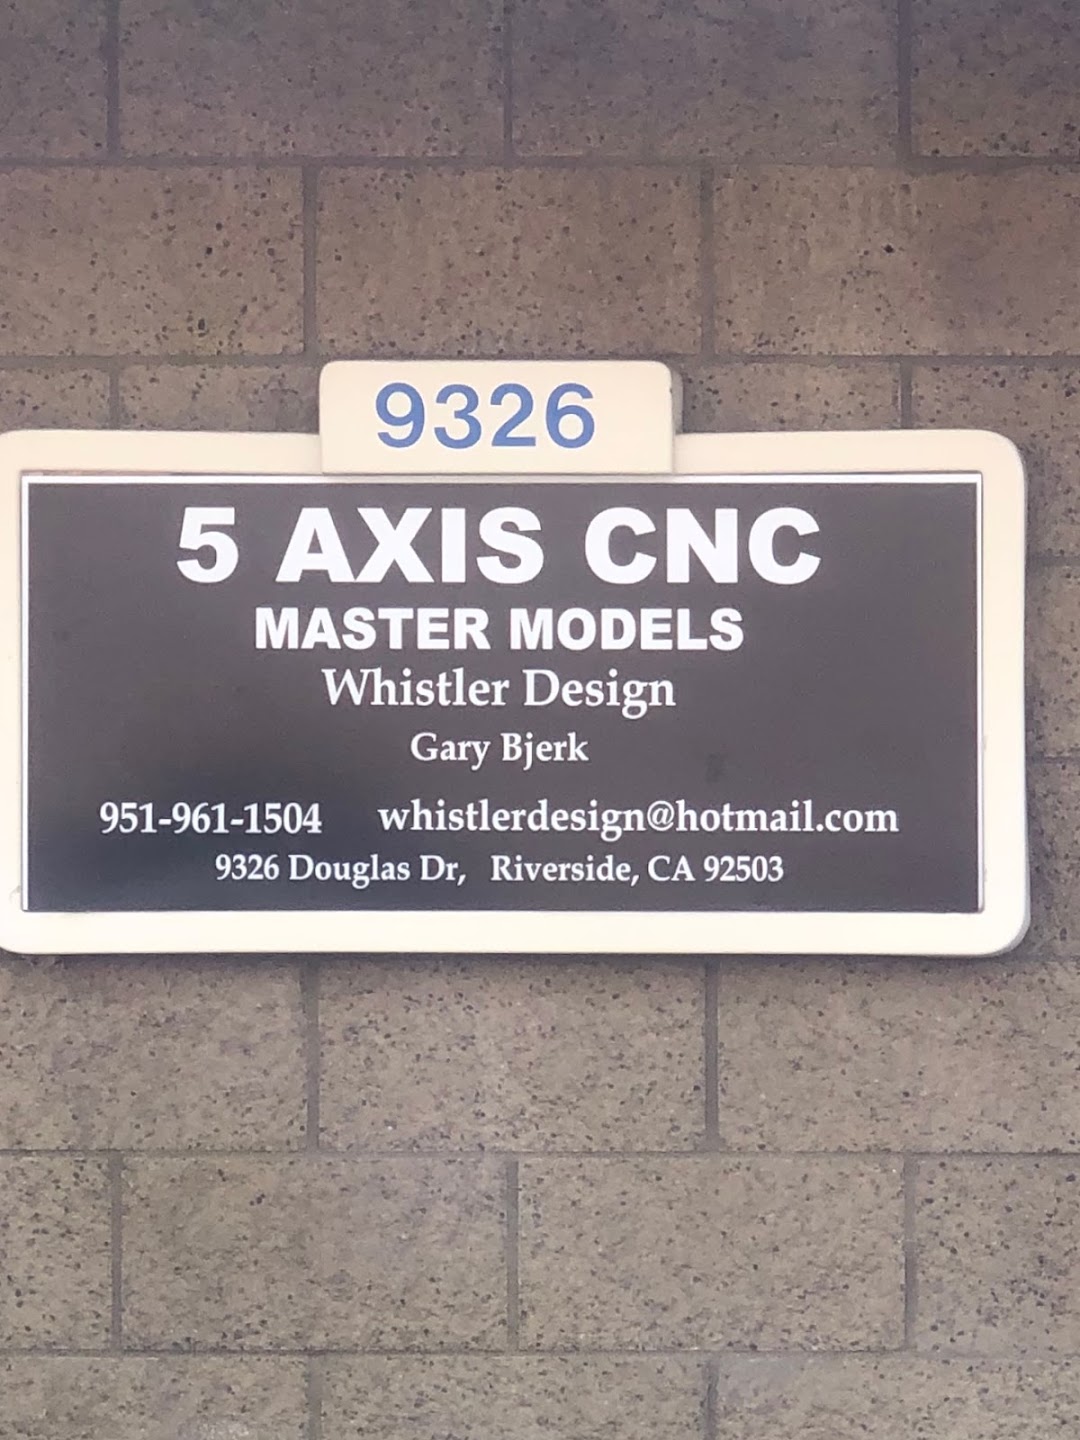 9326
5 AXIS CNC
MASTER MODELS
Whistler Design
Gary Bjerk
951-961-1504 whistlerdesign@hotmail.com
9326 Douglas Dr, Riverside, CA 92503